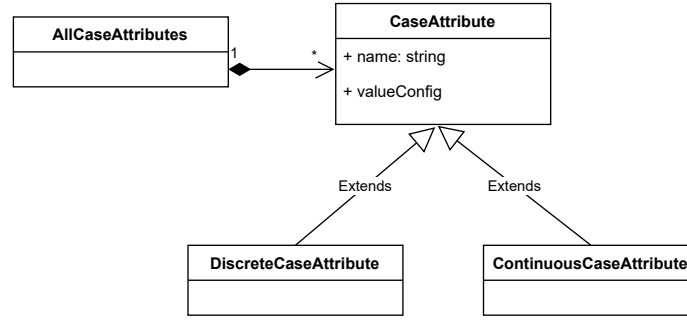 AllCaseAttributes
CaseAttribute
1
*
+ name: string
+ valueConfig
Extends
Extends
DiscreteCaseAttribute
ContinuousCaseAttribute